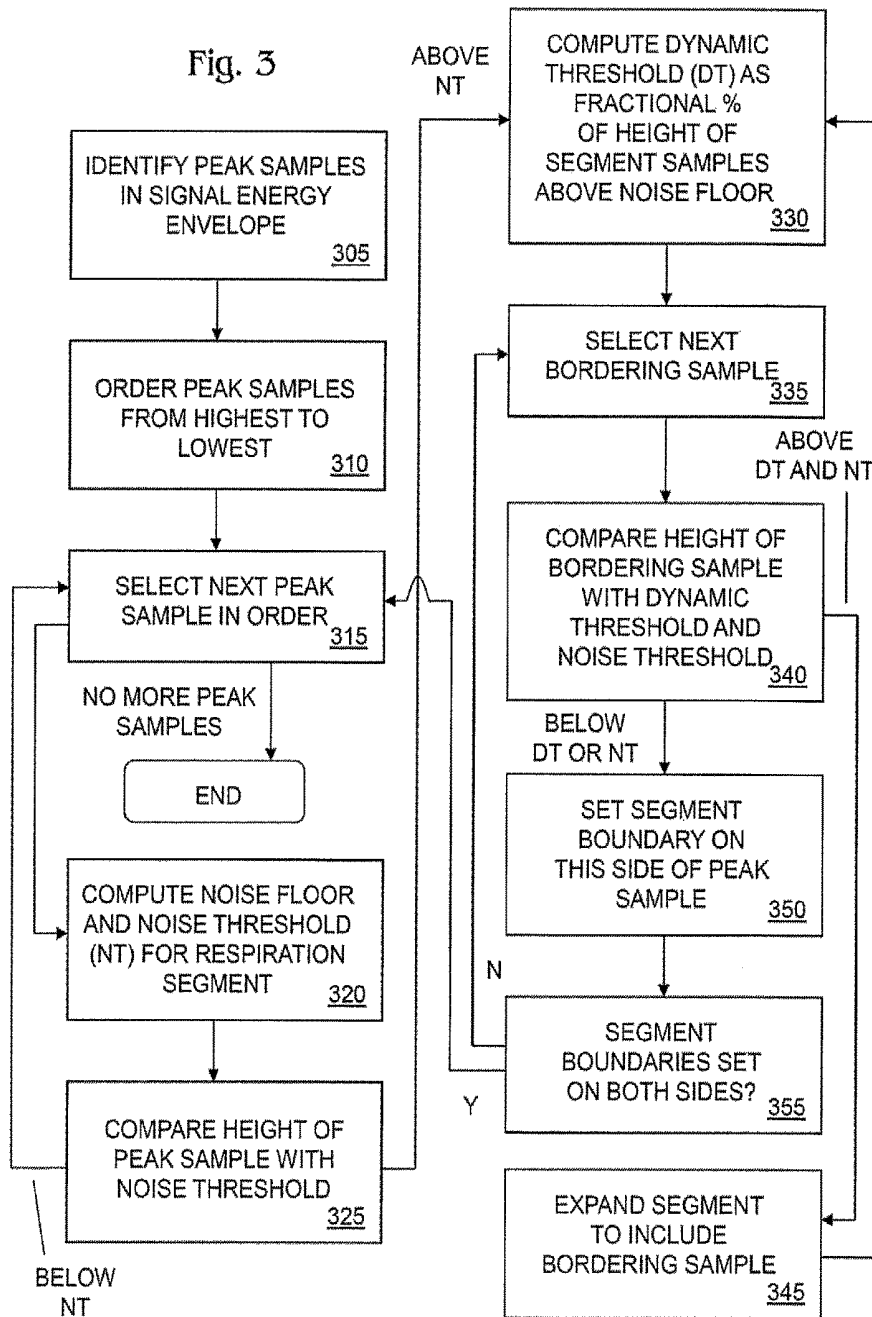 Fig. 3
IDENTIFY PEAK SAMPLES
IN SIGNAL ENERGY
ENVELOPE
305
ORDER PEAK SAMPLES
FROM HIGHEST TO
LOWEST
310
SELECT NEXT PEAK
SAMPLE IN ORDER
315
NO MORE PEAK
SAMPLES
END
COMPUTE NOISE FLOOR
AND NOISE THRESHOLD
(NT) FOR RESPIRATION
SEGMENT
320
COMPARE HEIGHT OF
PEAK SAMPLE WITH
NOISE THRESHOLD
325
BELOW
NT
ABOVE
NT
COMPUTE DYNAMIC
THRESHOLD (DT) AS
FRACTIONAL %
OF HEIGHT OF
SEGMENT SAMPLES
ABOVE NOISE FLOOR
330
SELECT NEXT
BORDERING SAMPLE
335
ABOVE
DT AND NT
COMPARE HEIGHT OF
BORDERING SAMPLE
WITH DYNAMIC
THRESHOLD AND
NOISE THRESHOLD
340
BELOW
DT OR NT
SET SEGMENT
BOUNDARY ON
THIS SIDE OF PEAK
SAMPLE
350
N
SEGMENT
BOUNDARIES SET
ON BOTH SIDES?
355
Y
EXPAND SEGMENT
TO INCLUDE
BORDERING SAMPLE
345